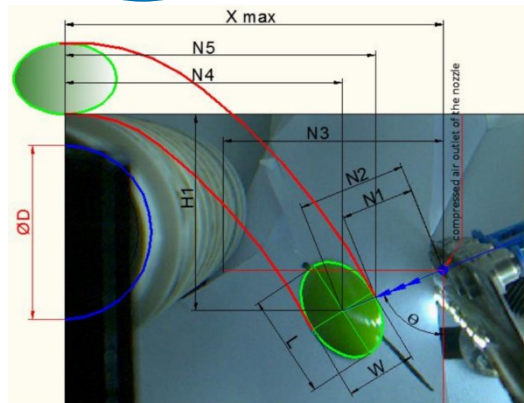 X max
N5
N4
N3
N2
N1
H1
ØD
compressed air outlet of the nozzle
L
W
Θ